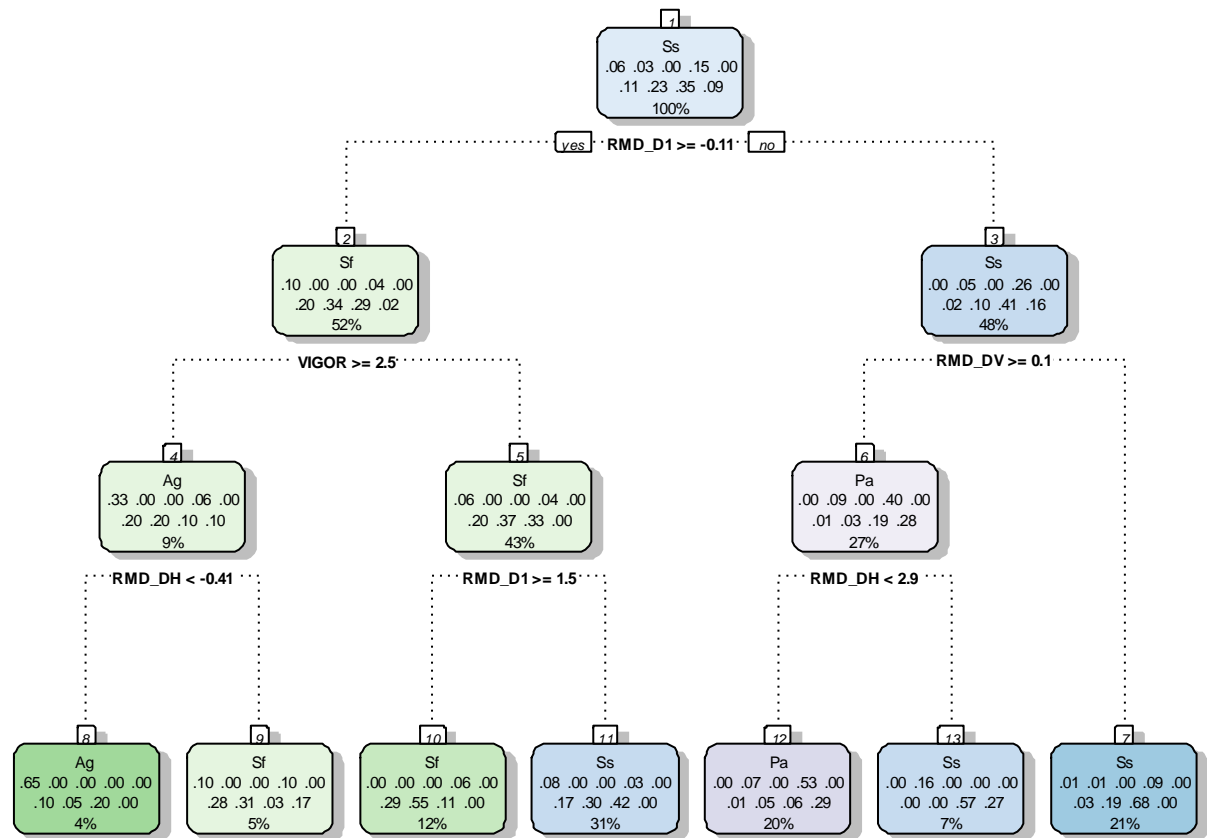 1
Ss
.06 .03 .00 .15 .00
.11 .23 .35 .09
100%
yes RMD_D1 >= -0.11 no
2
Sf
.10 .00 .00 .04 .00
.20 .34 .29 .02
52%
3
Ss
.00 .05 .00 .26 .00
.02 .10 .41 .16
48%
VIGOR >= 2.5
RMD_DV >= 0.1
4
Ag
.33 .00 .00 .06 .00
.20 .20 .10 .10
9%
5
Sf
.06 .00 .00 .04 .00
.20 .37 .33 .00
43%
6
Pa
.00 .09 .00 .40 .00
.01 .03 .19 .28
27%
RMD_DH < -0.41
RMD_D1 >= 1.5
RMD_DH < 2.9
8
Ag
.65 .00 .00 .00 .00
.10 .05 .20 .00
4%
9
Sf
.10 .00 .00 .10 .00
.28 .31 .03 .17
5%
10
Sf
.00 .00 .00 .06 .00
.29 .55 .11 .00
12%
11
Ss
.08 .00 .00 .03 .00
.17 .30 .42 .00
31%
12
Pa
.00 .07 .00 .53 .00
.01 .05 .06 .29
20%
13
Ss
.00 .16 .00 .00 .00
.00 .00 .57 .27
7%
7
Ss
.01 .01 .00 .09 .00
.03 .19 .68 .00
21%